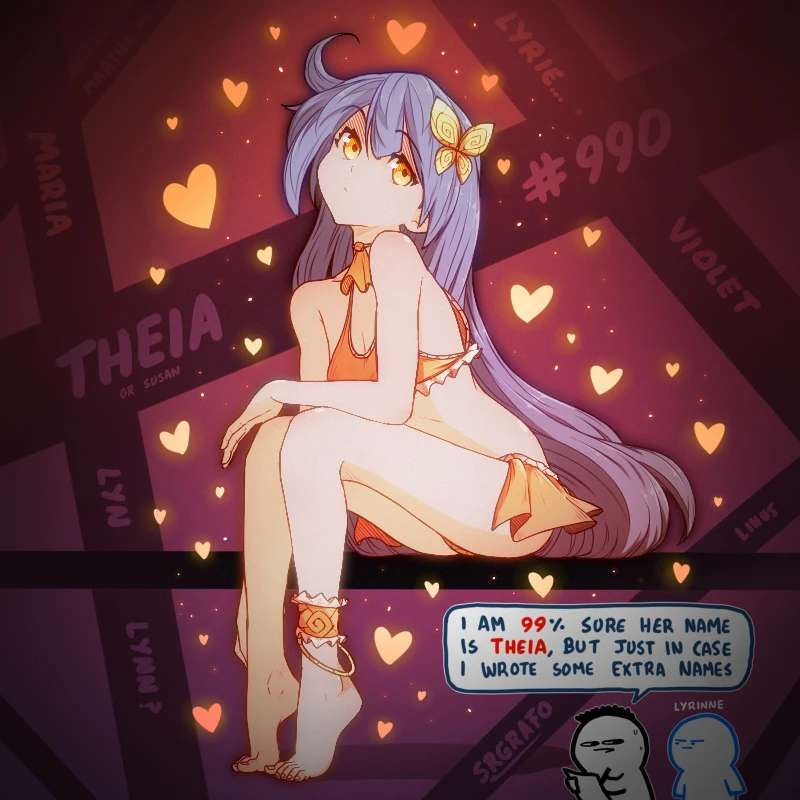 MARTHA
LYRIE...
#990
MARIA
VIOLET
THEIA
OR SUSAN
LYN
LINUS
LYNN?
I AM 99% SURE HER NAME
IS THEIA, BUT JUST IN CASE
I WROTE SOME EXTRA NAMES
LYRINNE
SRGRAFO